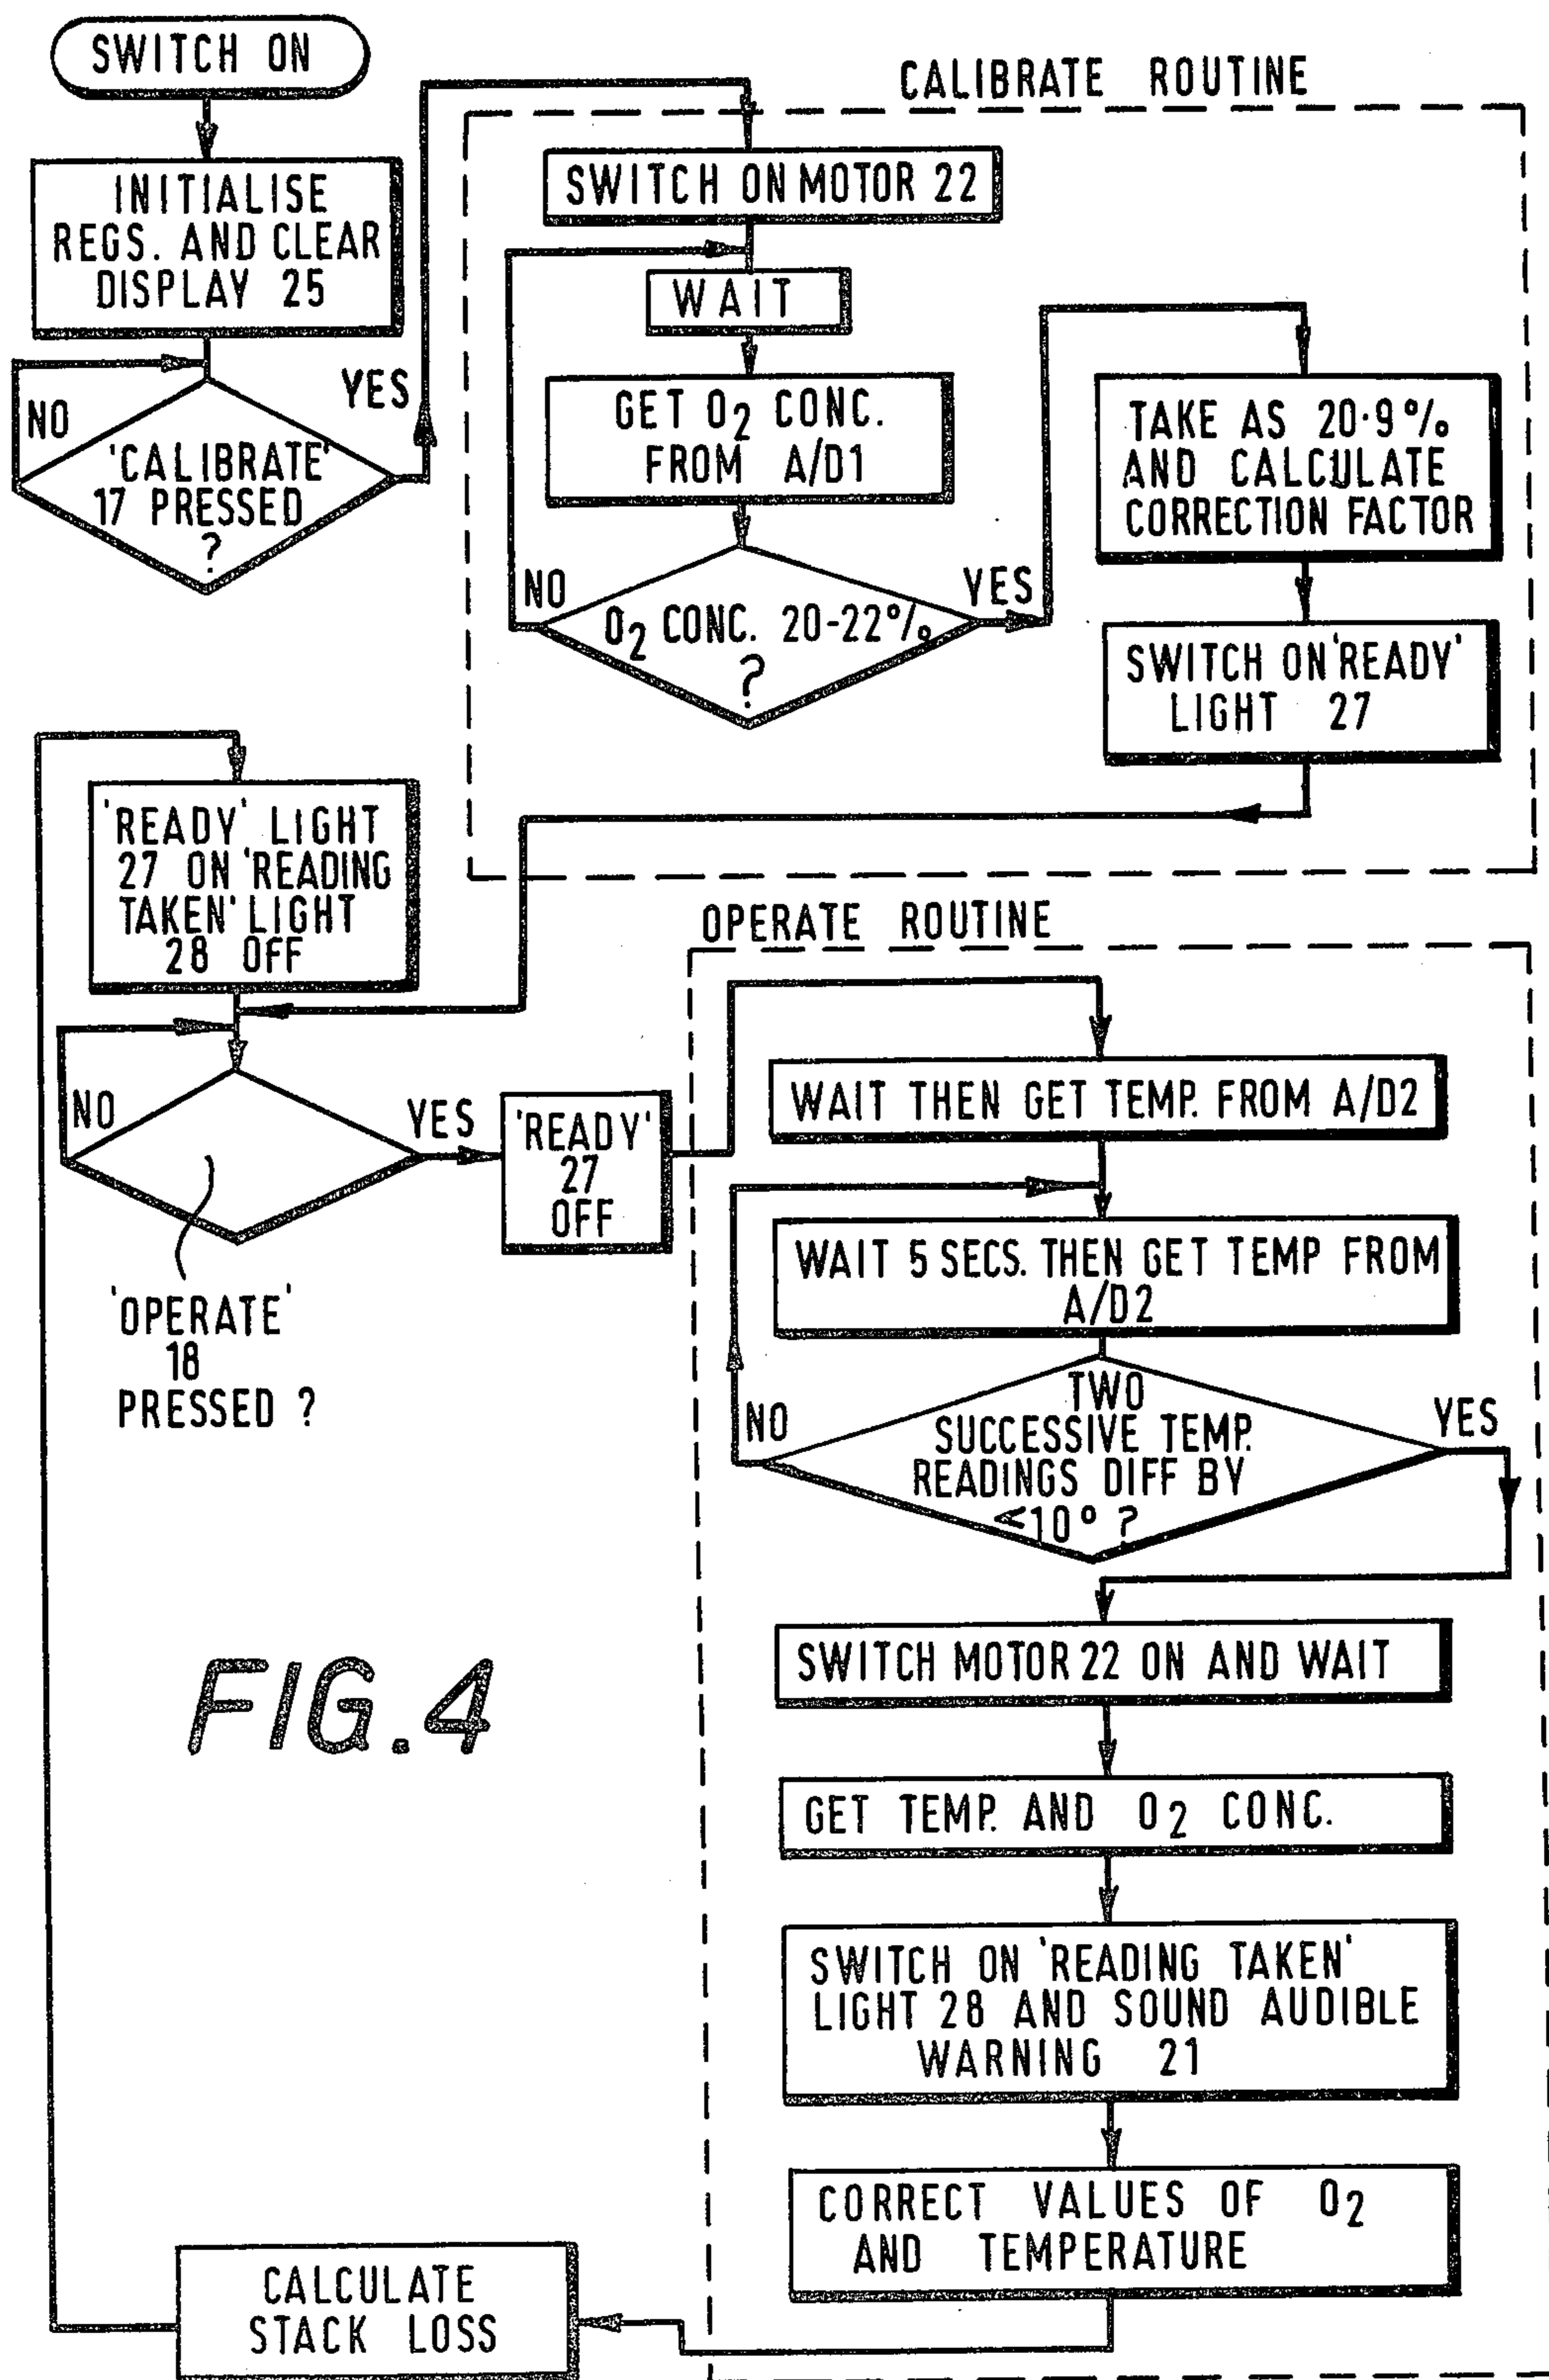 SWITCH ON
INITIALISE
REGS. AND CLEAR
DISPLAY 25
NO
YES
'CALIBRATE'
17 PRESSED
?
CALIBRATE ROUTINE
SWITCH ON MOTOR 22
WAIT
GET O2 CONC.
FROM A/D1
NO
YES
O2 CONC. 20-22%
?
TAKE AS 20·9%
AND CALCULATE
CORRECTION FACTOR
SWITCH ON 'READY'
LIGHT 27
'READY' LIGHT
27 ON 'READING
TAKEN' LIGHT
28 OFF
NO
YES
'OPERATE'
18
PRESSED ?
'READY'
27
OFF
OPERATE ROUTINE
WAIT THEN GET TEMP. FROM A/D2
WAIT 5 SECS. THEN GET TEMP FROM
A/D2
NO
YES
TWO
SUCCESSIVE TEMP.
READINGS DIFF BY
⩽10° ?
SWITCH MOTOR 22 ON AND WAIT
GET TEMP. AND O2 CONC.
SWITCH ON 'READING TAKEN'
LIGHT 28 AND SOUND AUDIBLE
WARNING 21
CORRECT VALUES OF O2
AND TEMPERATURE
CALCULATE
STACK LOSS
FIG.4